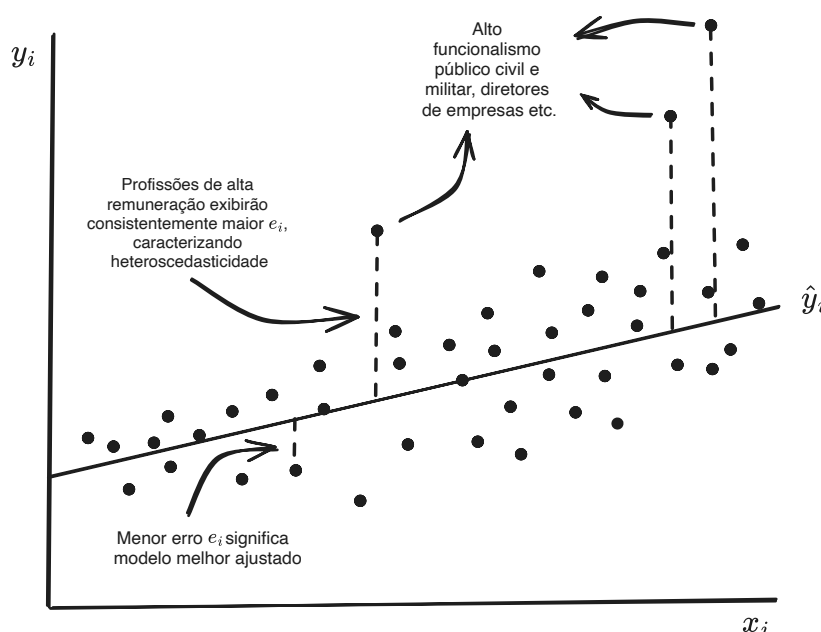 y_i
Alto
funcionalismo
público civil e
militar, diretores
de empresas etc.
Profissões de alta
remuneração exibirão
consistentemente maior e_i,
caracterizando
heteroscedasticidade
ŷ_i
Menor erro e_i significa
modelo melhor ajustado
x_i